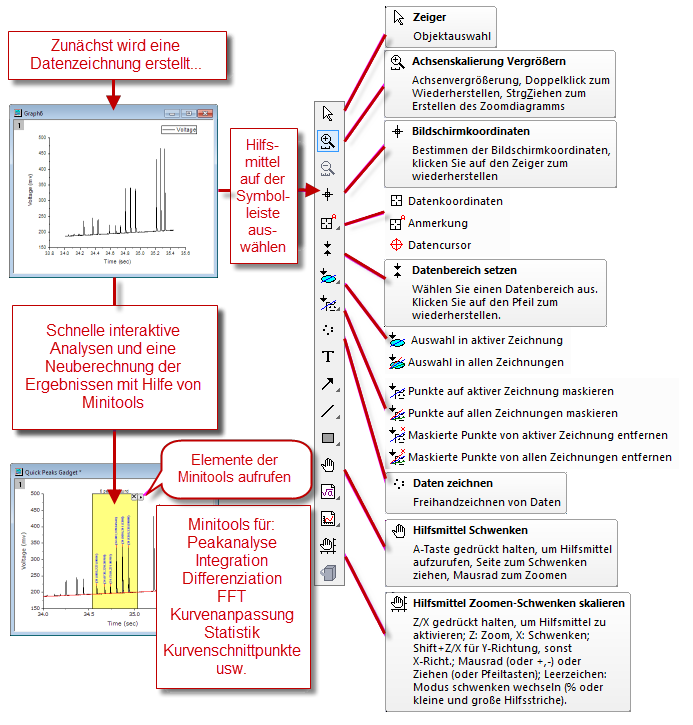 Zunächst wird eine
Datenzeichnung erstellt...
Graph6
1
Voltage
500
450
400
350
300
250
200
150
Voltage (mv)
33.8 34.0 34.2 34.4 34.6 34.8 35.0 35.2 35.4 35.6
Time (sec)
Hilfs-
mittel
auf der
Symbol-
leiste
aus-
wählen
Schnelle interaktive
Analysen und eine
Neuberechnung der
Ergebnissen mit Hilfe von
Minitools
Quick Peaks Gadget *
1
500
450
400
350
300
250
200
150
Voltage (mv)
34.0 34.5 35.0
Time (sec)
Elemente der
Minitools aufrufen
Minitools für:
Peakanalyse
Integration
Differenziation
FFT
Kurvenanpassung
Statistik
Kurvenschnittpunkte
usw.
T
Zeiger
Objektauswahl
Achsenskalierung Vergrößern
Achsenvergrößerung, Doppelklick zum
Wiederherstellen, StrgZiehen zum
Erstellen des Zoomdiagramms
Bildschirmkoordinaten
Bestimmen der Bildschirmkoordinaten,
klicken Sie auf den Zeiger zum
wiederherstellen
Datenkoordinaten
Anmerkung
Datencursor
Datenbereich setzen
Wählen Sie einen Datenbereich aus.
Klicken Sie auf den Pfeil zum
wiederherstellen.
Auswahl in aktiver Zeichnung
Auswahl in allen Zeichnungen
Punkte auf aktiver Zeichnung maskieren
Punkte auf allen Zeichnungen maskieren
Maskierte Punkte von aktiver Zeichnung entfernen
Maskierte Punkte von allen Zeichnungen entfernen
Daten zeichnen
Freihandzeichnen von Daten
Hilfsmittel Schwenken
A-Taste gedrückt halten, um Hilfsmittel
aufzurufen, Seite zum Schwenken
ziehen, Mausrad zum Zoomen
Hilfsmittel Zoomen-Schwenken skalieren
Z/X gedrückt halten, um Hilfsmittel zu
aktivieren; Z: Zoom, X: Schwenken;
Shift+Z/X für Y-Richtung, sonst
X-Richt.; Mausrad (oder +,-) oder
Ziehen (oder Pfeiltasten); Leerzeichen:
Modus schwenken wechseln (% oder
kleine und große Hilfsstriche).